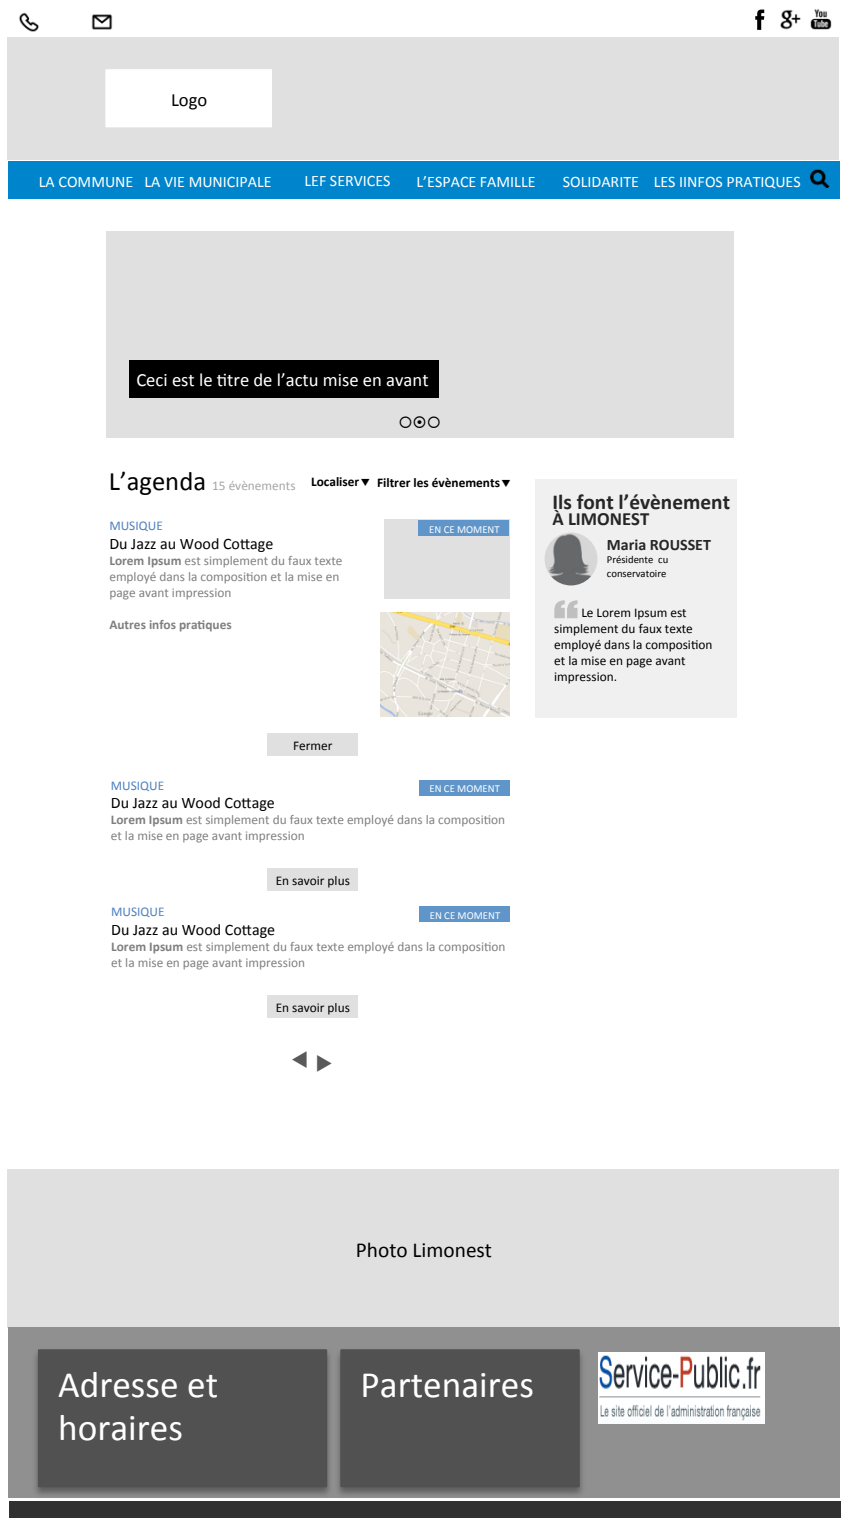 f g+ You Tube
Logo
LA COMMUNE LA VIE MUNICIPALE LEF SERVICES L'ESPACE FAMILLE SOLIDARITE LES IINFOS PRATIQUES
Ceci est le titre de l'actu mise en avant
L'agenda 15 évènements Localiser Filtrer les évènements
MUSIQUE
EN CE MOMENT
Du Jazz au Wood Cottage
Lorem Ipsum est simplement du faux texte
employé dans la composition et la mise en
page avant impression
Autres infos pratiques
Fermer
MUSIQUE
EN CE MOMENT
Du Jazz au Wood Cottage
Lorem Ipsum est simplement du faux texte employé dans la composition
et la mise en page avant impression
En savoir plus
MUSIQUE
EN CE MOMENT
Du Jazz au Wood Cottage
Lorem Ipsum est simplement du faux texte employé dans la composition
et la mise en page avant impression
En savoir plus
Ils font l'évènement
À LIMONEST
Maria ROUSSET
Présidente cu
conservatoire
“ Le Lorem Ipsum est
simplement du faux texte
employé dans la composition
et la mise en page avant
impression.
Photo Limonest
Adresse et
horaires
Partenaires
Service-Public.fr
Le site officiel de l'administration française